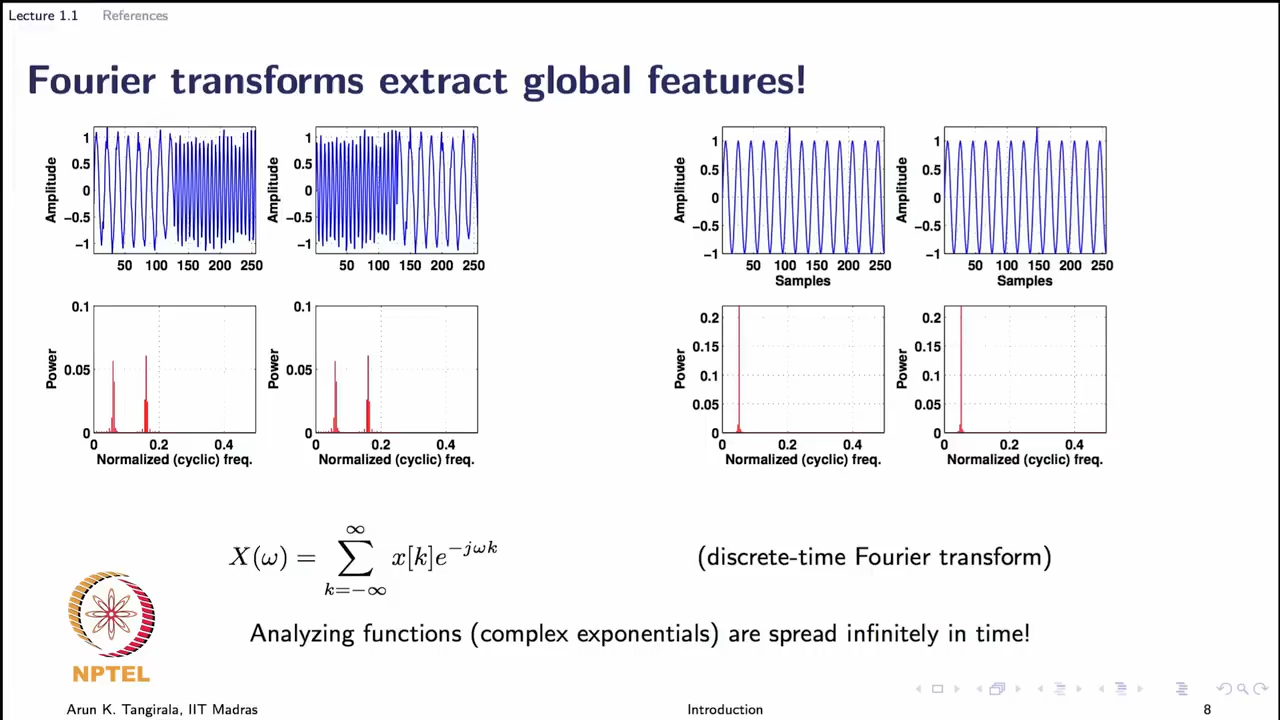 Lecture 1.1 References
Fourier transforms extract global features!
1
0.5
0
−0.5
−1
Amplitude
50 100 150 200 250
1
0.5
0
−0.5
−1
Amplitude
50 100 150 200 250
1
0.5
0
−0.5
−1
Amplitude
50 100 150 200 250
Samples
1
0.5
0
−0.5
−1
Amplitude
50 100 150 200 250
Samples
0.1
0.05
0
Power
0 0.2 0.4
Normalized (cyclic) freq.
0.1
0.05
0
Power
0 0.2 0.4
Normalized (cyclic) freq.
0.2
0.15
0.1
0.05
0
Power
0 0.2 0.4
Normalized (cyclic) freq.
0.2
0.15
0.1
0.05
0
Power
0 0.2 0.4
Normalized (cyclic) freq.
X(ω) = ∑_{k=−∞}^{∞} x[k]e^{−jωk} (discrete-time Fourier transform)
Analyzing functions (complex exponentials) are spread infinitely in time!
NPTEL
Arun K. Tangirala, IIT Madras Introduction 8